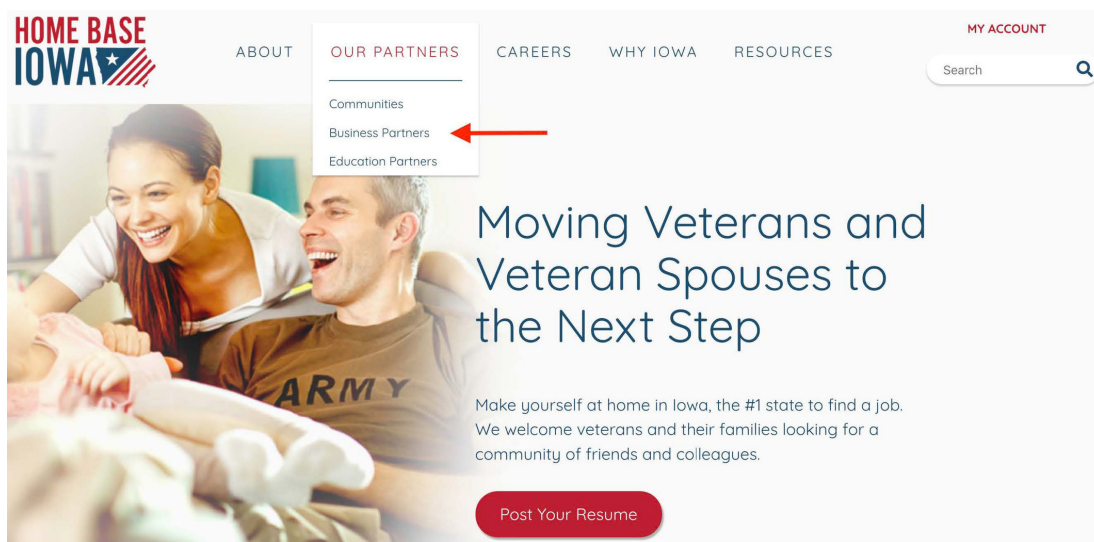 HOME BASE
IOWA
ABOUT
OUR PARTNERS
CAREERS
WHY IOWA
RESOURCES
MY ACCOUNT
Search
Communities
Business Partners
Education Partners
Moving Veterans and
Veteran Spouses to
the Next Step
ARMY
Make yourself at home in Iowa, the #1 state to find a job.
We welcome veterans and their families looking for a
community of friends and colleagues.
Post Your Resume